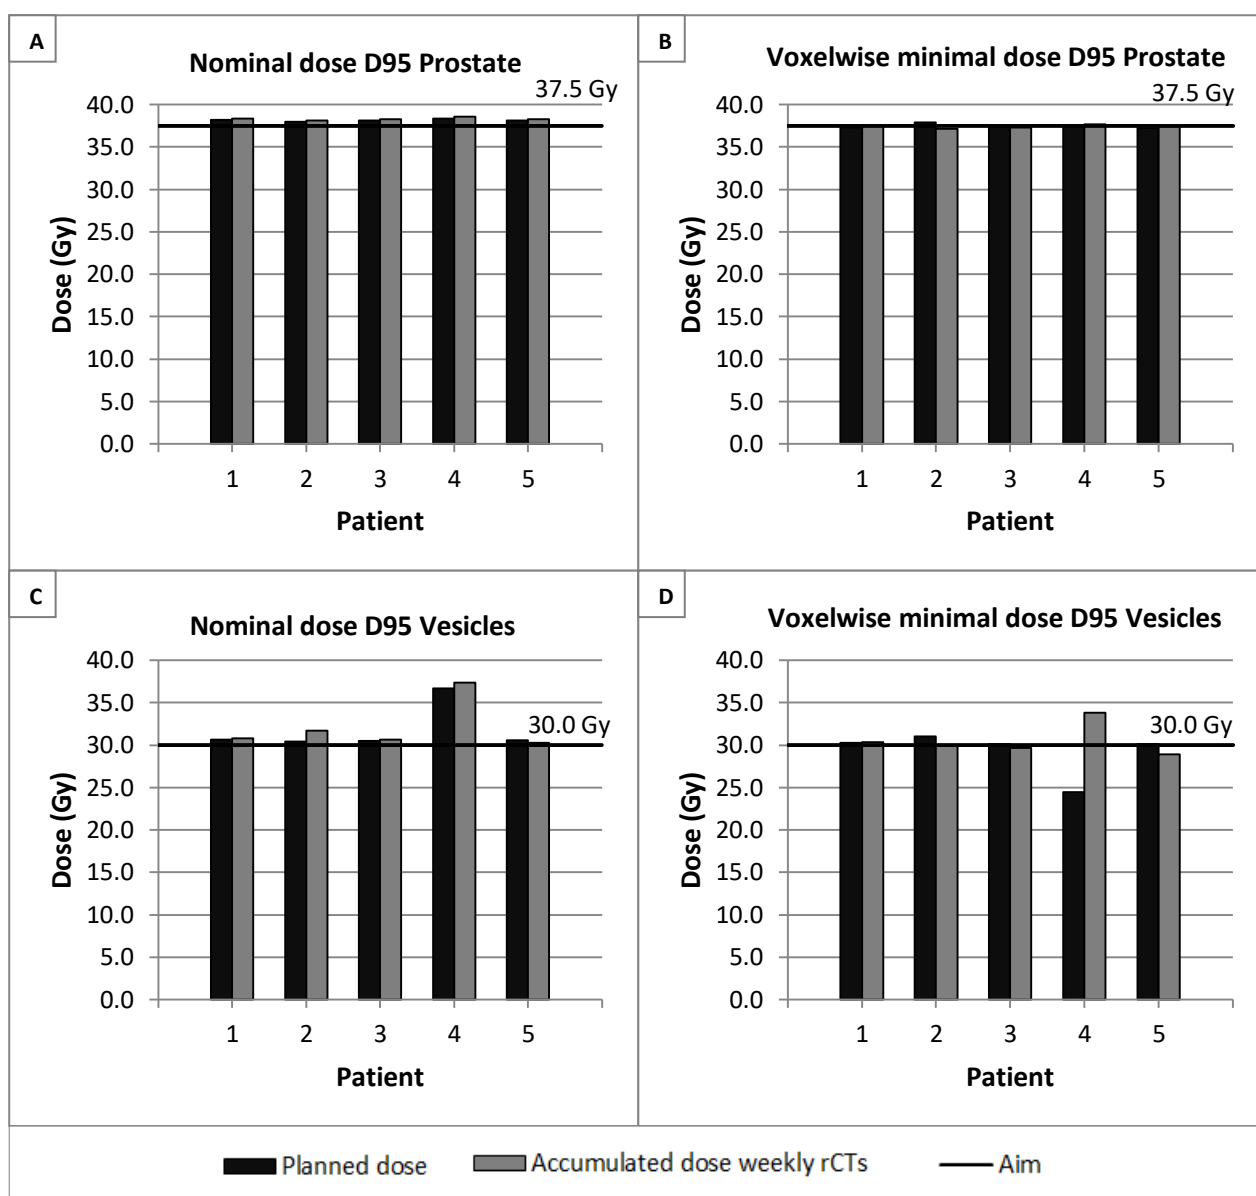 A
Nominal dose D95 Prostate
37.5 Gy
40.0
35.0
30.0
25.0
20.0
15.0
10.0
5.0
0.0
Dose (Gy)
1 2 3 4 5
Patient
B
Voxelwise minimal dose D95 Prostate
37.5 Gy
40.0
35.0
30.0
25.0
20.0
15.0
10.0
5.0
0.0
Dose (Gy)
1 2 3 4 5
Patient
C
Nominal dose D95 Vesicles
40.0
35.0
30.0 Gy
30.0
25.0
20.0
15.0
10.0
5.0
0.0
Dose (Gy)
1 2 3 4 5
Patient
D
Voxelwise minimal dose D95 Vesicles
40.0
35.0
30.0 Gy
30.0
25.0
20.0
15.0
10.0
5.0
0.0
Dose (Gy)
1 2 3 4 5
Patient
Planned dose Accumulated dose weekly rCTs Aim